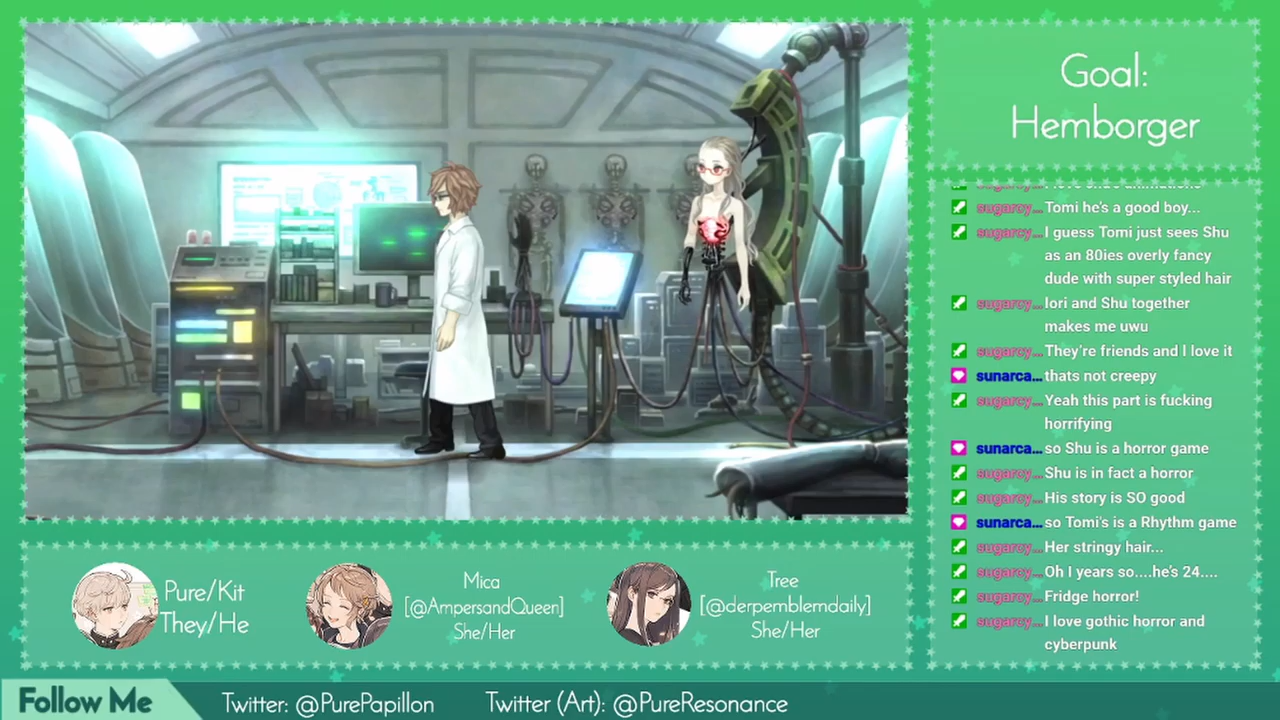 Goal:
Hemborger
Tomi he's a good boy...
sugarcy... I guess Tomi just sees Shu
as an 80ies overly fancy
dude with super styled hair
sugarcy... Iori and Shu together
makes me uwu
sugarcy... They're friends and I love it
sunarca... thats not creepy
sugarcy... Yeah this part is fucking
horrifying
sunarca... so Shu is a horror game
sugarcy... Shu is in fact a horror
sugarcy... His story is SO good
sunarca... so Tomi's is a Rhythm game
sugarcy... Her stringy hair...
sugarcy... Oh I years so....he's 24....
sugarcy... Fridge horror!
sugarcy... I love gothic horror and
cyberpunk
Pure/Kit
They/He
Mica
[@AmpersandQueen]
She/Her
Tree
[@derpemblemdaily]
She/Her
Follow Me
Twitter: @PurePapillon
Twitter (Art): @PureResonance